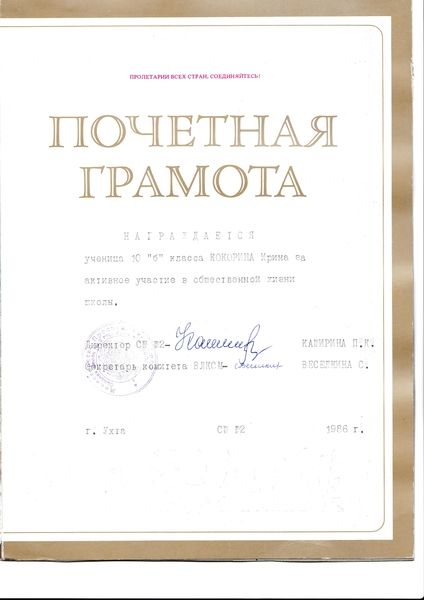 ПРОЛЕТАРИИ ВСЕХ СТРАН, СОЕДИНЯЙТЕСЬ!
ПОЧЕТНАЯ
ГРАМОТА
НАГРАЖДАЕТСЯ
ученица 10 "б" класса КОКОРИНА Ирина за
активное участие в общественной жизни
школы.
Директор СШ №2- КАШИРИНА П.К.
Секретарь комитета ВЛКСМ- ВЕСЕЛКИНА С.
г. Ухта СШ №2 1986 г.